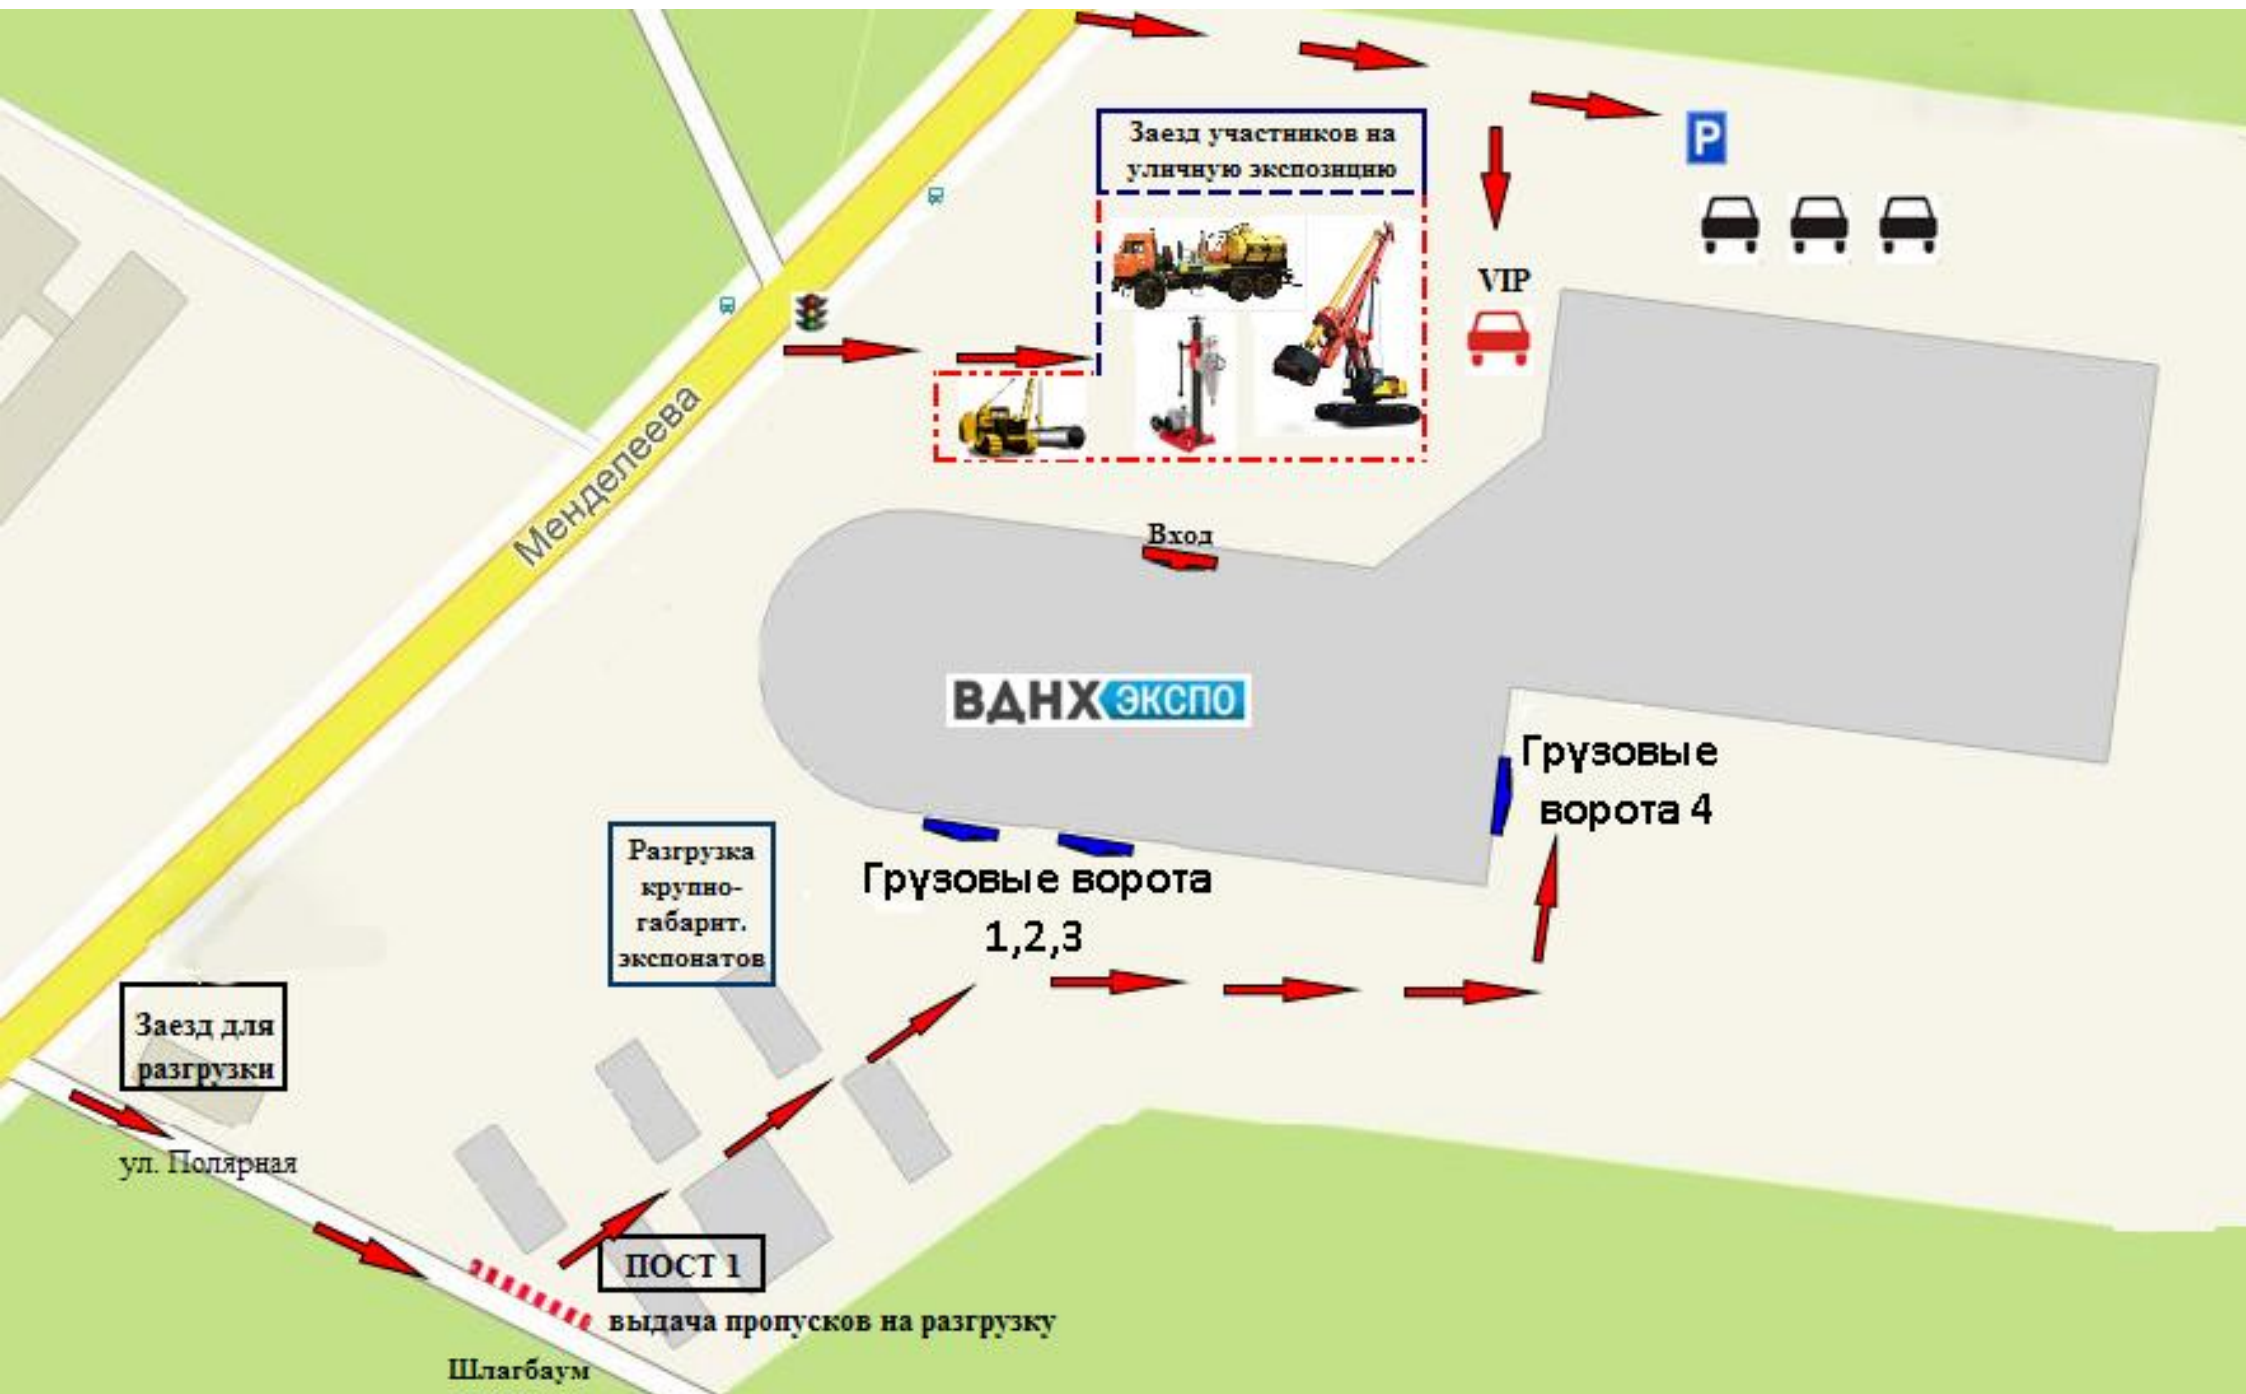 Заезд участников на
уличную экспозицию
P
VIP
Менделеева
Вход
ВДНХ ЭКСПО
Грузовые
ворота 4
Разгрузка
крупно-
габарит.
экспонатов
Грузовые ворота
1,2,3
Заезд для
разгрузки
ул. Полярная
ПОСТ 1
выдача пропусков на разгрузку
Шлагбаум